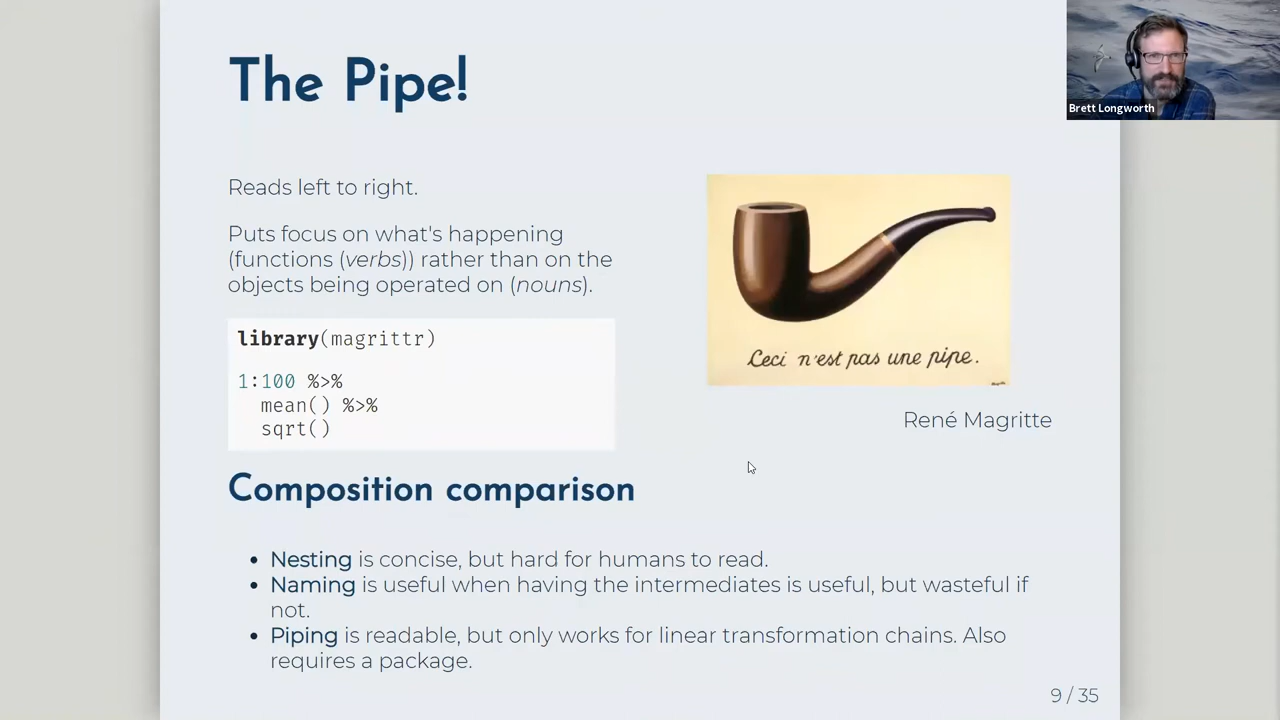 The Pipe!
Brett Longworth
Reads left to right.
Puts focus on what's happening
(functions (verbs)) rather than on the
objects being operated on (nouns).
library(magrittr)
1:100 %>%
mean() %>%
sqrt()
Ceci n'est pas une pipe.
René Magritte
Composition comparison
• Nesting is concise, but hard for humans to read.
• Naming is useful when having the intermediates is useful, but wasteful if
not.
• Piping is readable, but only works for linear transformation chains. Also
requires a package.
9 / 35